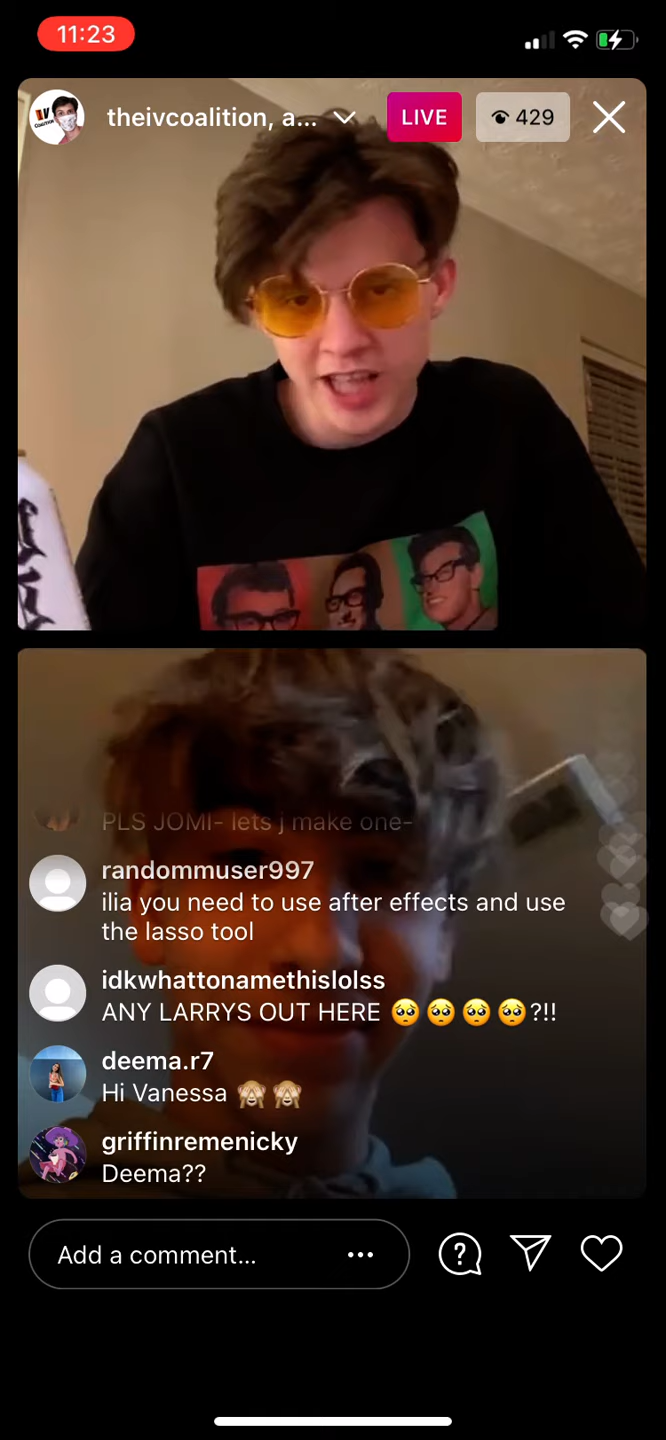 11:23
theivcoalition, a...
LIVE
429
PLS JOMI- lets j make one-
randommuser997
ilia you need to use after effects and use
the lasso tool
idkwhattonamethislolss
ANY LARRYS OUT HERE 🥺🥺🥺🥺?!!
deema.r7
Hi Vanessa 🙈🙈
griffinremenicky
Deema??
Add a comment...